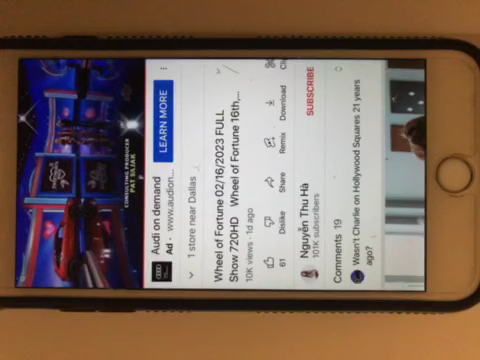 CONSULTING PRODUCER
PAT SAJAK
Audi on demand
Ad · www.audion...
LEARN MORE
1 store near Dallas
Wheel of Fortune 02/16/2023 FULL
Show 720HD Wheel of Fortune 16th,...
10K views · 1d ago
61
Dislike
Share
Remix
Download
Nguyễn Thu Hà
101K subscribers
SUBSCRIBE
Comments 19
Wasn't Charlie on Hollywood Squares 21 years
ago?